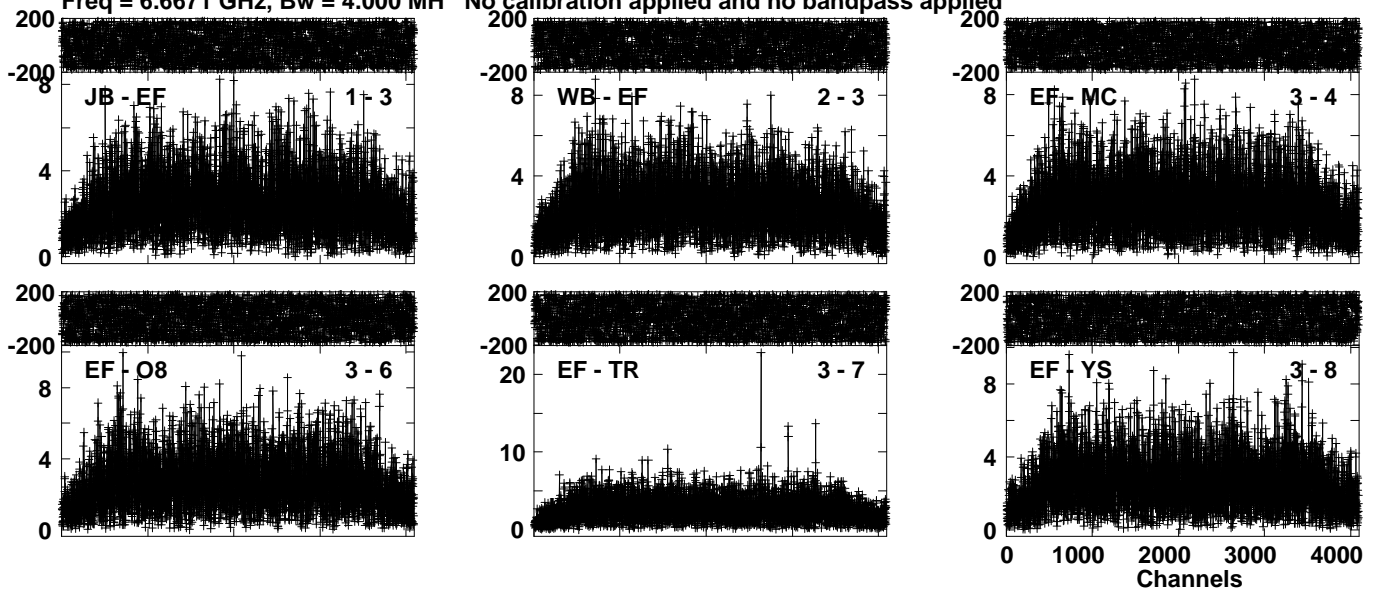 Freq = 6.6671 GHz, Bw = 4.000 MH No calibration applied and no bandpass applied
200 200 200
-200 -200 -200
8 JB - EF 1 - 3 8 WB - EF 2 - 3 8 EF - MC 3 - 4
4 4 4
0 0 0
200 200 200
-200 -200 -200
EF - O8 3 - 6 20 EF - TR 3 - 7 EF - YS 3 - 8
8 8
4 10 4
0 0 0
0 1000 2000 3000 4000
Channels